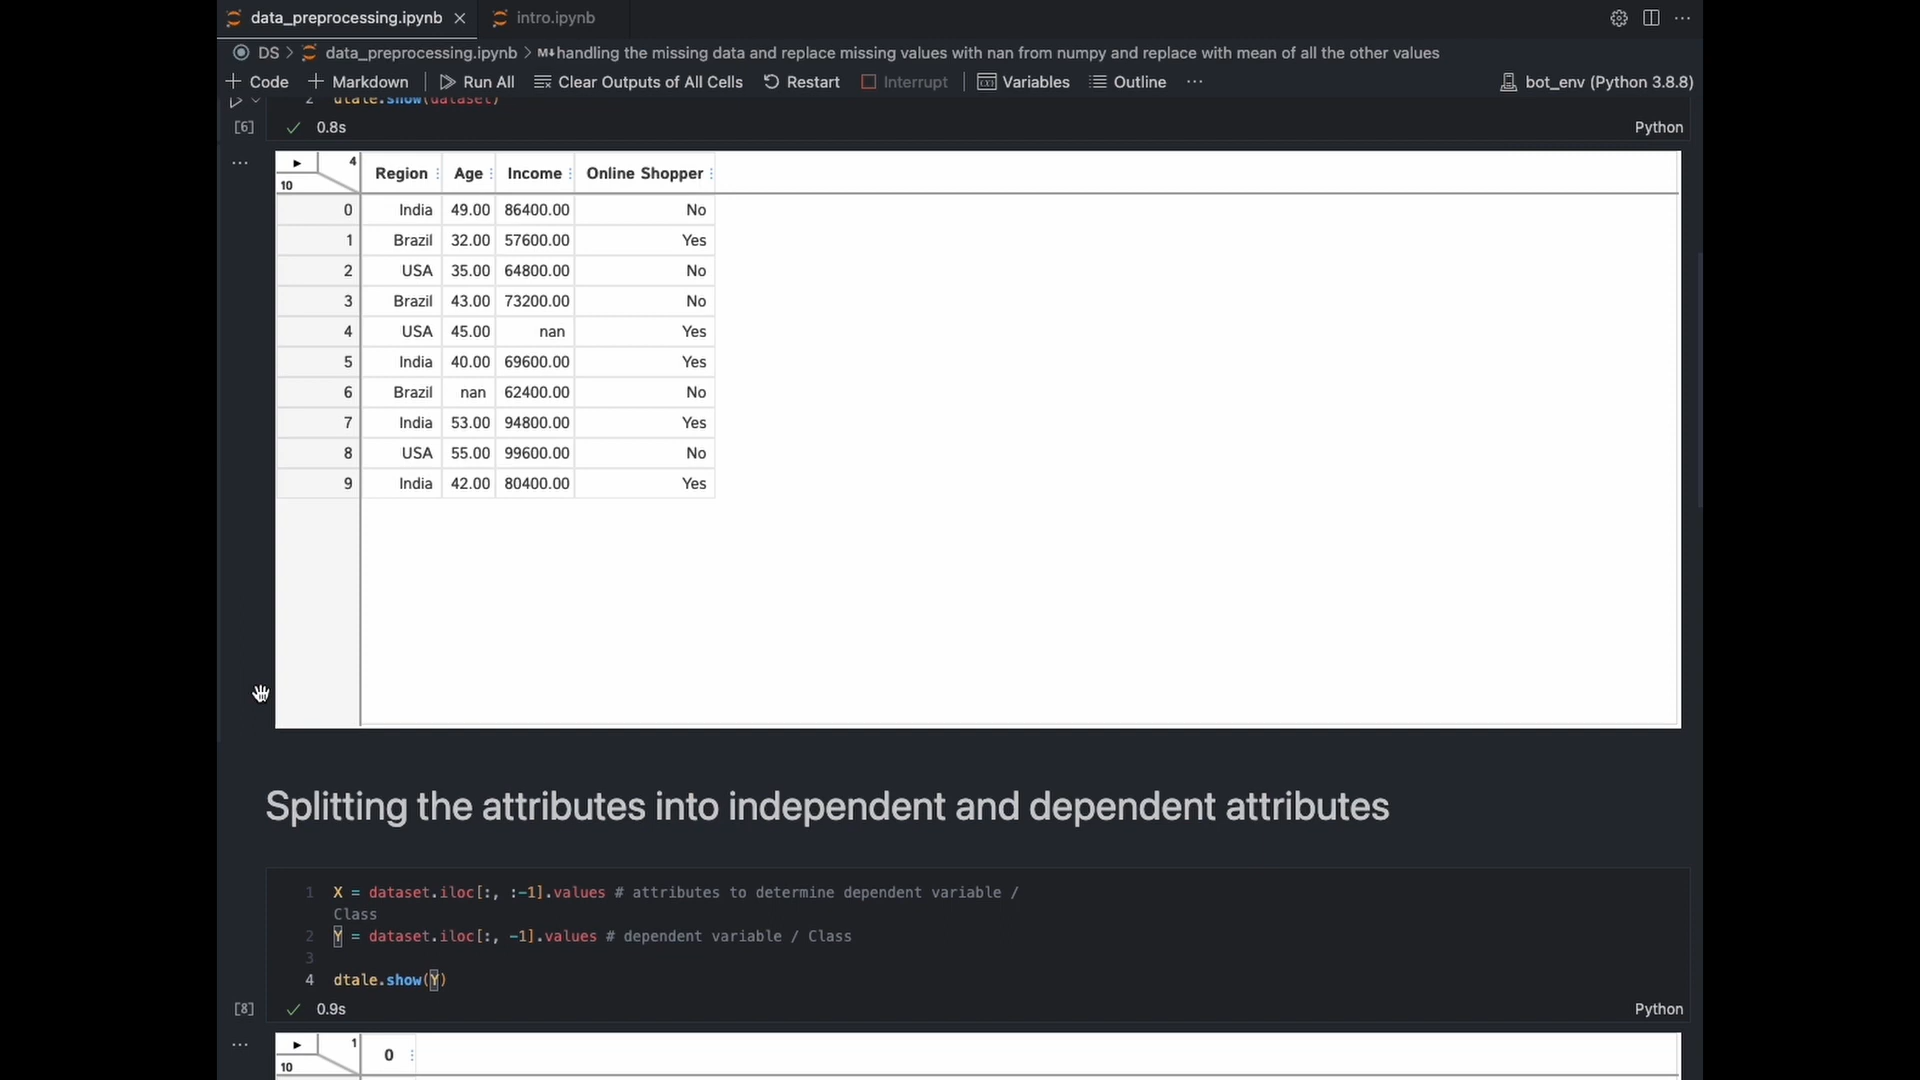 data_preprocessing.ipynb intro.ipynb
DS > data_preprocessing.ipynb > M↓handling the missing data and replace missing values with nan from numpy and replace with mean of all the other values
+ Code + Markdown Run All Clear Outputs of All Cells Restart Interrupt Variables Outline ··· bot_env (Python 3.8.8)
2 dtale.show(dataset)
[6] 0.8s Python
4
10
Region Age Income Online Shopper
0 India 49.00 86400.00 No
1 Brazil 32.00 57600.00 Yes
2 USA 35.00 64800.00 No
3 Brazil 43.00 73200.00 No
4 USA 45.00 nan Yes
5 India 40.00 69600.00 Yes
6 Brazil nan 62400.00 No
7 India 53.00 94800.00 Yes
8 USA 55.00 99600.00 No
9 India 42.00 80400.00 Yes
Splitting the attributes into independent and dependent attributes
1 X = dataset.iloc[:, :-1].values # attributes to determine dependent variable /
Class
2 Y = dataset.iloc[:, -1].values # dependent variable / Class
3
4 dtale.show(Y)
[8] 0.9s Python
1
10
0